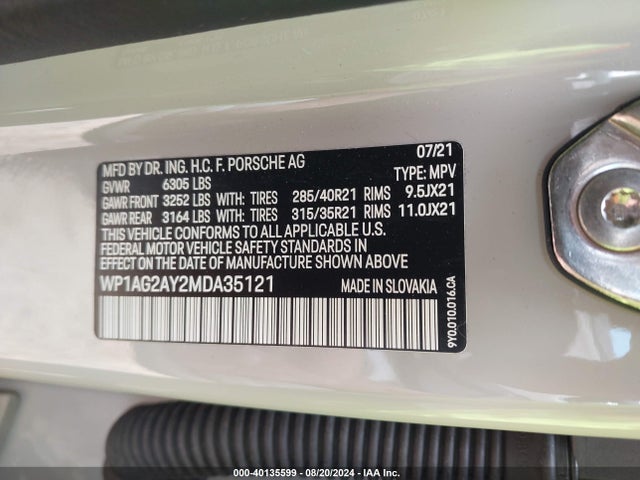 MFD BY DR. ING. H.C. F. PORSCHE AG 07/21
GVWR 6305 LBS TYPE: MPV
GAWR FRONT 3252 LBS WITH: TIRES 285/40R21 RIMS 9.5JX21
GAWR REAR 3164 LBS WITH: TIRES 315/35R21 RIMS 11.0JX21
THIS VEHICLE CONFORMS TO ALL APPLICABLE U.S.
FEDERAL MOTOR VEHICLE SAFETY STANDARDS IN
EFFECT ON THE DATE OF MANUFACTURE SHOWN ABOVE.
WP1AG2AY2MDA35121 MADE IN SLOVAKIA
9Y0.010.016.CA
000-40135599 - 08/20/2024 - IAA Inc.